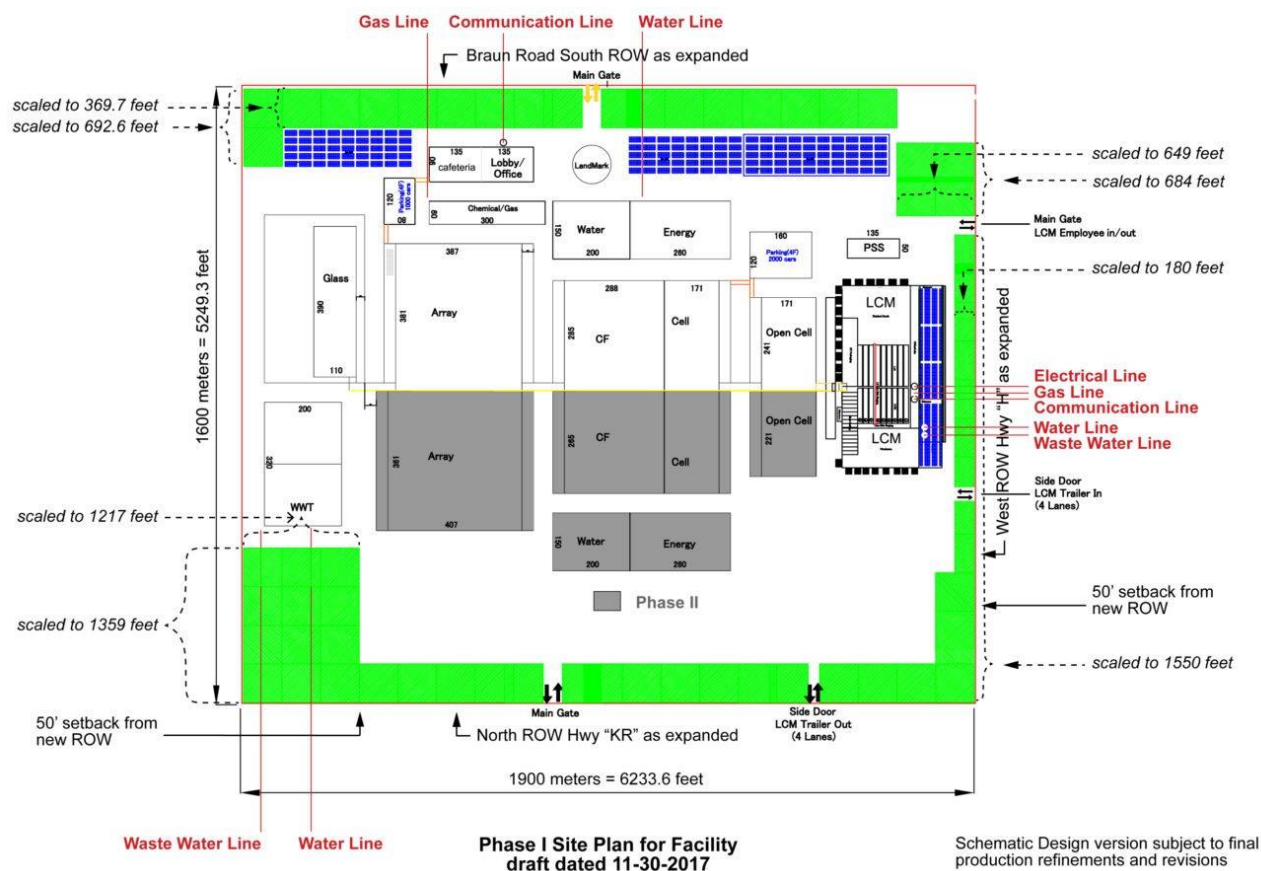 Gas Line
Communication Line
Water Line
Braun Road South ROW as expanded
Main Gate
scaled to 369.7 feet
scaled to 692.6 feet
135
135
90
cafeteria
Lobby/
Office
LandMark
scaled to 649 feet
scaled to 684 feet
120
Parking(4F)
1000 cars
80
Chemical/Gas
60
300
150
Water
200
Energy
280
Main Gate
LCM Employee in/out
160
Parking(4F)
2000 cars
120
135
PSS
50
scaled to 180 feet
1600 meters = 5249.3 feet
Glass
390
110
387
Array
381
288
171
285
CF
Cell
171
Open Cell
241
LCM
LCM
West ROW Hwy "H" as expanded
Electrical Line
Gas Line
Communication Line
Water Line
Waste Water Line
200
320
WWT
Array
361
407
CF
265
Cell
Open Cell
221
Side Door
LCM Trailer In
(4 Lanes)
scaled to 1217 feet
150
Water
200
Energy
280
Phase II
50' setback from
new ROW
scaled to 1359 feet
scaled to 1550 feet
50' setback from
new ROW
Main Gate
North ROW Hwy "KR" as expanded
Side Door
LCM Trailer Out
(4 Lanes)
1900 meters = 6233.6 feet
Waste Water Line
Water Line
Phase I Site Plan for Facility
draft dated 11-30-2017
Schematic Design version subject to final
production refinements and revisions